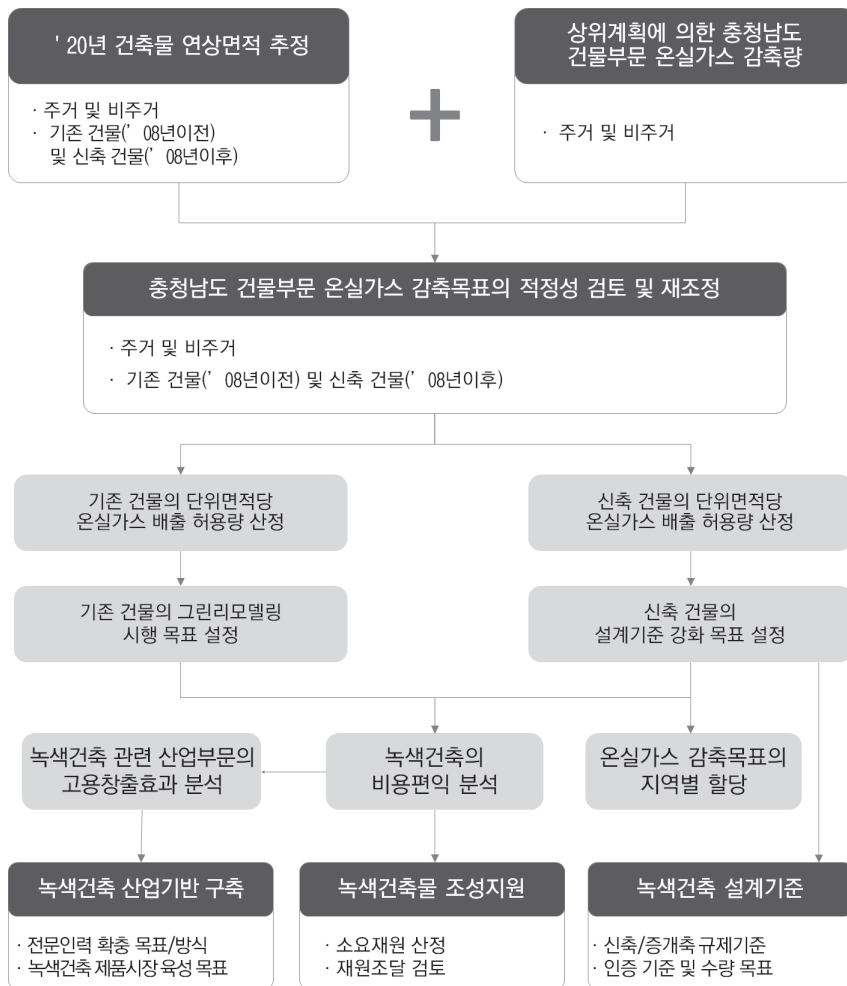 ' 20년 건축물 연상면적 추정
· 주거 및 비주거
· 기존 건물(’ 08년이전)
및 신축 건물(’ 08년이후)
+
상위계획에 의한 충청남도
건물부문 온실가스 감축량
· 주거 및 비주거
충청남도 건물부문 온실가스 감축목표의 적정성 검토 및 재조정
· 주거 및 비주거
· 기존 건물(’ 08년이전) 및 신축 건물(’ 08년이후)
기존 건물의 단위면적당
온실가스 배출 허용량 산정
신축 건물의 단위면적당
온실가스 배출 허용량 산정
기존 건물의 그린리모델링
시행 목표 설정
신축 건물의
설계기준 강화 목표 설정
녹색건축 관련 산업부문의
고용창출효과 분석
녹색건축의
비용편익 분석
온실가스 감축목표의
지역별 할당
녹색건축 산업기반 구축
· 전문인력 확충 목표/방식
· 녹색건축 제품시장 육성 목표
녹색건축물 조성지원
· 소요재원 산정
· 재원조달 검토
녹색건축 설계기준
· 신축/증개축 규제기준
· 인증 기준 및 수량 목표